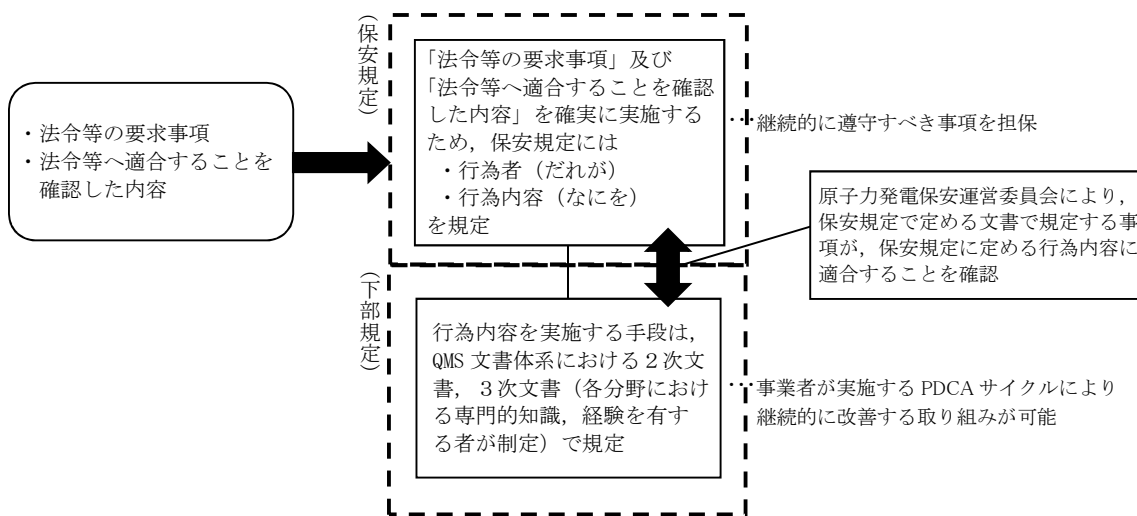 ・法令等の要求事項
・法令等へ適合することを
確認した内容
(保安規定)
「法令等の要求事項」及び
「法令等へ適合することを確認
した内容」を確実に実施する
ため，保安規定には
・行為者（だれが）
・行為内容（なにを）
を規定
…継続的に遵守すべき事項を担保
原子力発電保安運営委員会により，
保安規定で定める文書で規定する事
項が，保安規定に定める行為内容に
適合することを確認
(下部規定)
行為内容を実施する手段は，
QMS 文書体系における２次文
書，３次文書（各分野におけ
る専門的知識，経験を有す
る者が制定）で規定
…事業者が実施する PDCA サイクルにより
継続的に改善する取り組みが可能